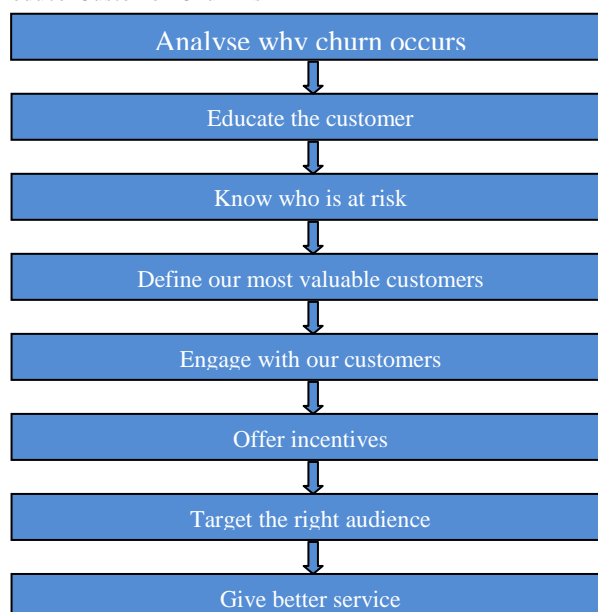 Analyse why churn occurs
Educate the customer
Know who is at risk
Define our most valuable customers
Engage with our customers
Offer incentives
Target the right audience
Give better service